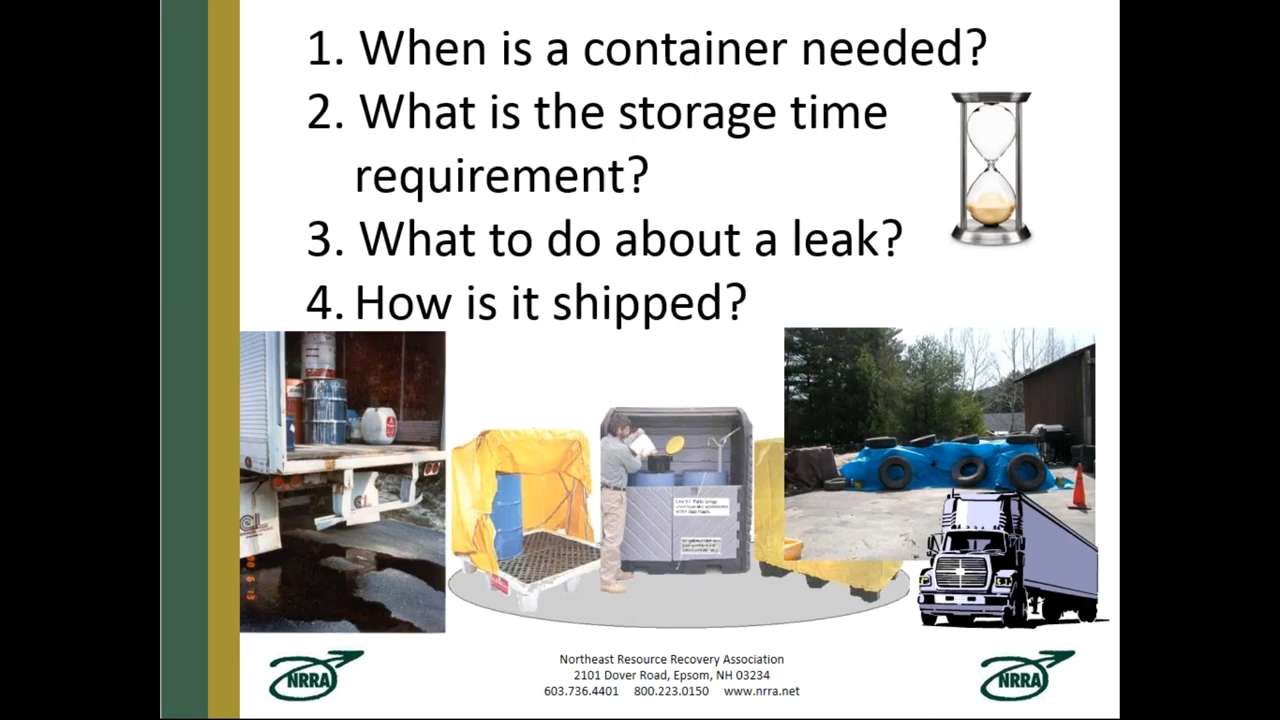 1. When is a container needed?
2. What is the storage time
requirement?
3. What to do about a leak?
4. How is it shipped?
NRRA
Northeast Resource Recovery Association
2101 Dover Road, Epsom, NH 03234
603.736.4401 800.223.0150 www.nrra.net
NRRA